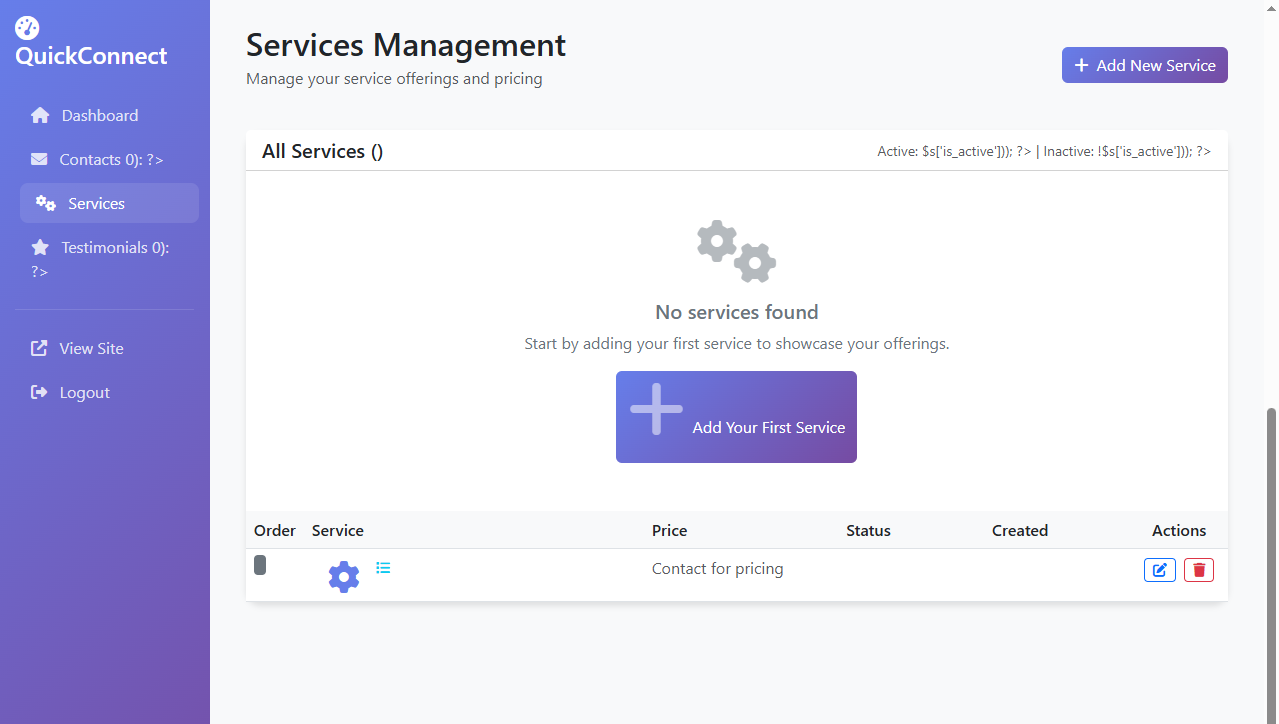 QuickConnect
Dashboard
Contacts 0): ?>
Services
Testimonials 0):
?>
View Site
Logout
Services Management
Manage your service offerings and pricing
Add New Service
All Services ()
Active: $s['is_active'])); ?> | Inactive: !$s['is_active'])); ?>
No services found
Start by adding your first service to showcase your offerings.
Add Your First Service
Order Service Price Status Created Actions
Contact for pricing